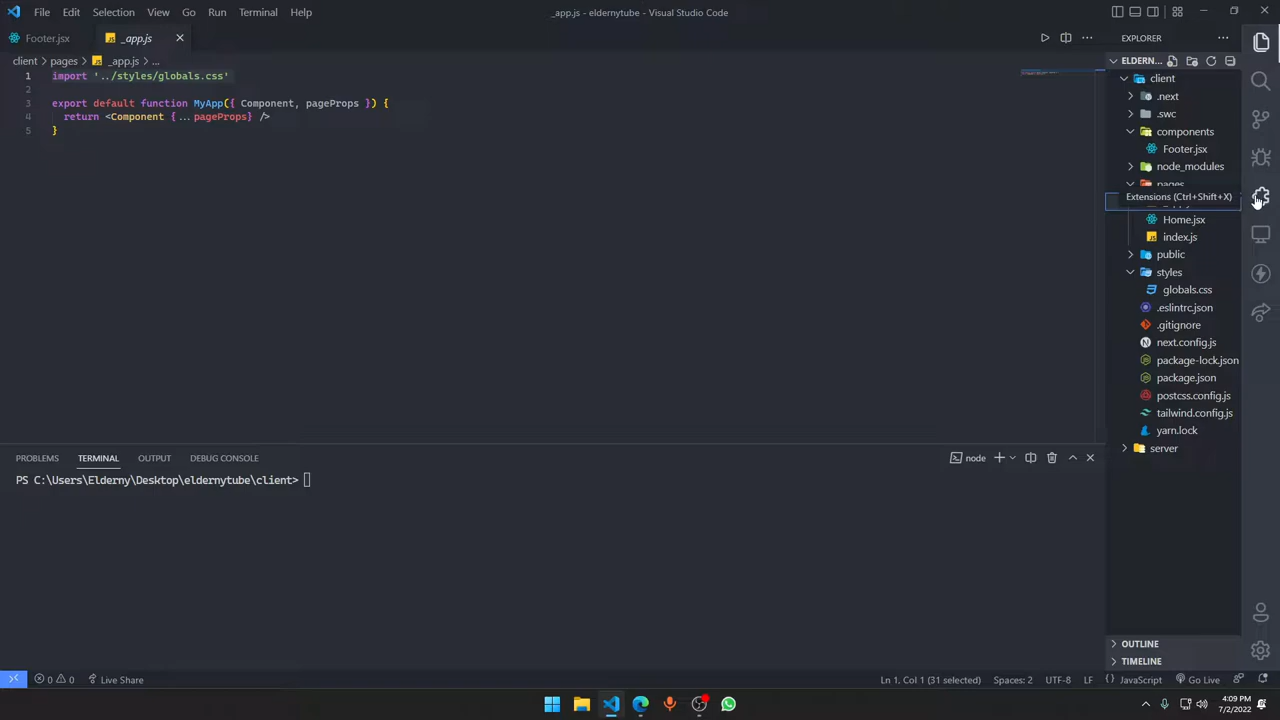 File Edit Selection View Go Run Terminal Help
_app.js - eldernytube - Visual Studio Code
Footer.jsx
_app.js
client > pages > _app.js > ...
1 import '../styles/globals.css'
2
3 export default function MyApp({ Component, pageProps }) {
4 return <Component {...pageProps} />
5 }
PROBLEMS TERMINAL OUTPUT DEBUG CONSOLE
node
PS C:\Users\Elderny\Desktop\eldernytube\client>
EXPLORER
ELDERN...
client
.next
.swc
components
Footer.jsx
node_modules
pages
Extensions (Ctrl+Shift+X)
Home.jsx
index.js
public
styles
globals.css
.eslintrc.json
.gitignore
next.config.js
package-lock.json
package.json
postcss.config.js
tailwind.config.js
yarn.lock
server
OUTLINE
TIMELINE
0 0 Live Share
Ln 1, Col 1 (31 selected) Spaces: 2 UTF-8 LF {} JavaScript Go Live
4:09 PM
7/2/2022